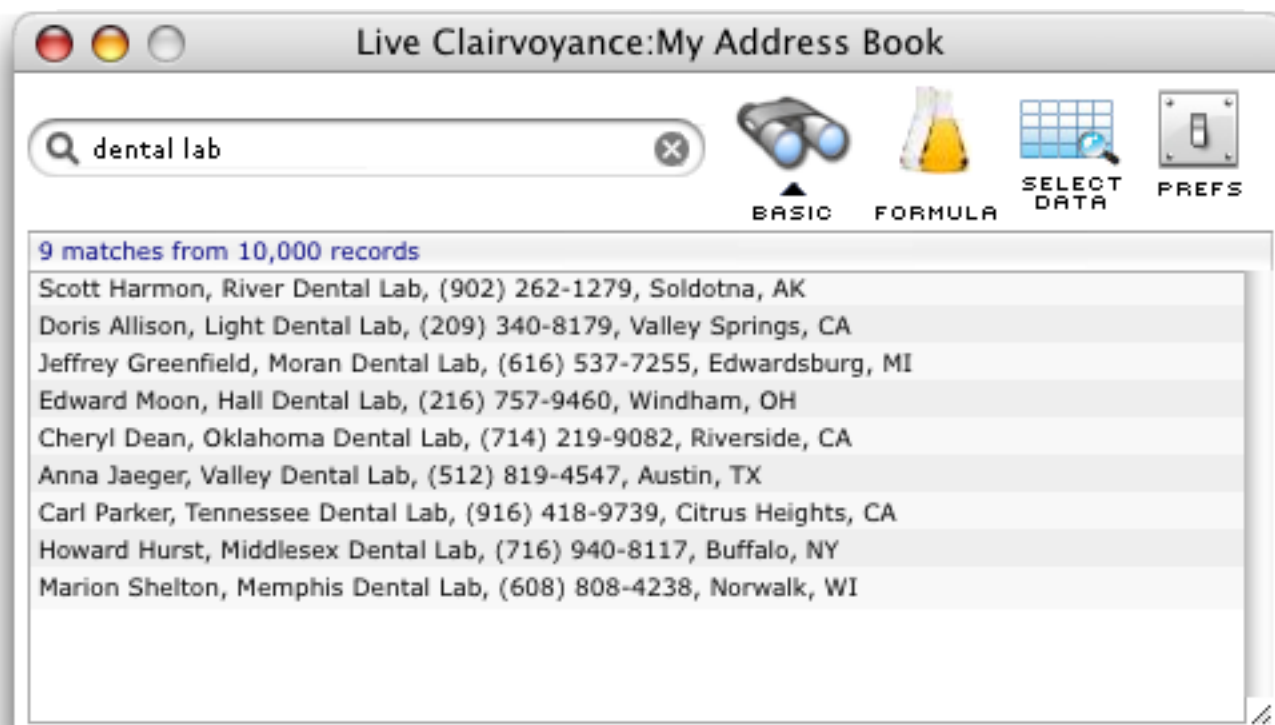 Live Clairvoyance:My Address Book
dental lab
BASIC
FORMULA
SELECT
DATA
PREFS
9 matches from 10,000 records
Scott Harmon, River Dental Lab, (902) 262-1279, Soldotna, AK
Doris Allison, Light Dental Lab, (209) 340-8179, Valley Springs, CA
Jeffrey Greenfield, Moran Dental Lab, (616) 537-7255, Edwardsburg, MI
Edward Moon, Hall Dental Lab, (216) 757-9460, Windham, OH
Cheryl Dean, Oklahoma Dental Lab, (714) 219-9082, Riverside, CA
Anna Jaeger, Valley Dental Lab, (512) 819-4547, Austin, TX
Carl Parker, Tennessee Dental Lab, (916) 418-9739, Citrus Heights, CA
Howard Hurst, Middlesex Dental Lab, (716) 940-8117, Buffalo, NY
Marion Shelton, Memphis Dental Lab, (608) 808-4238, Norwalk, WI